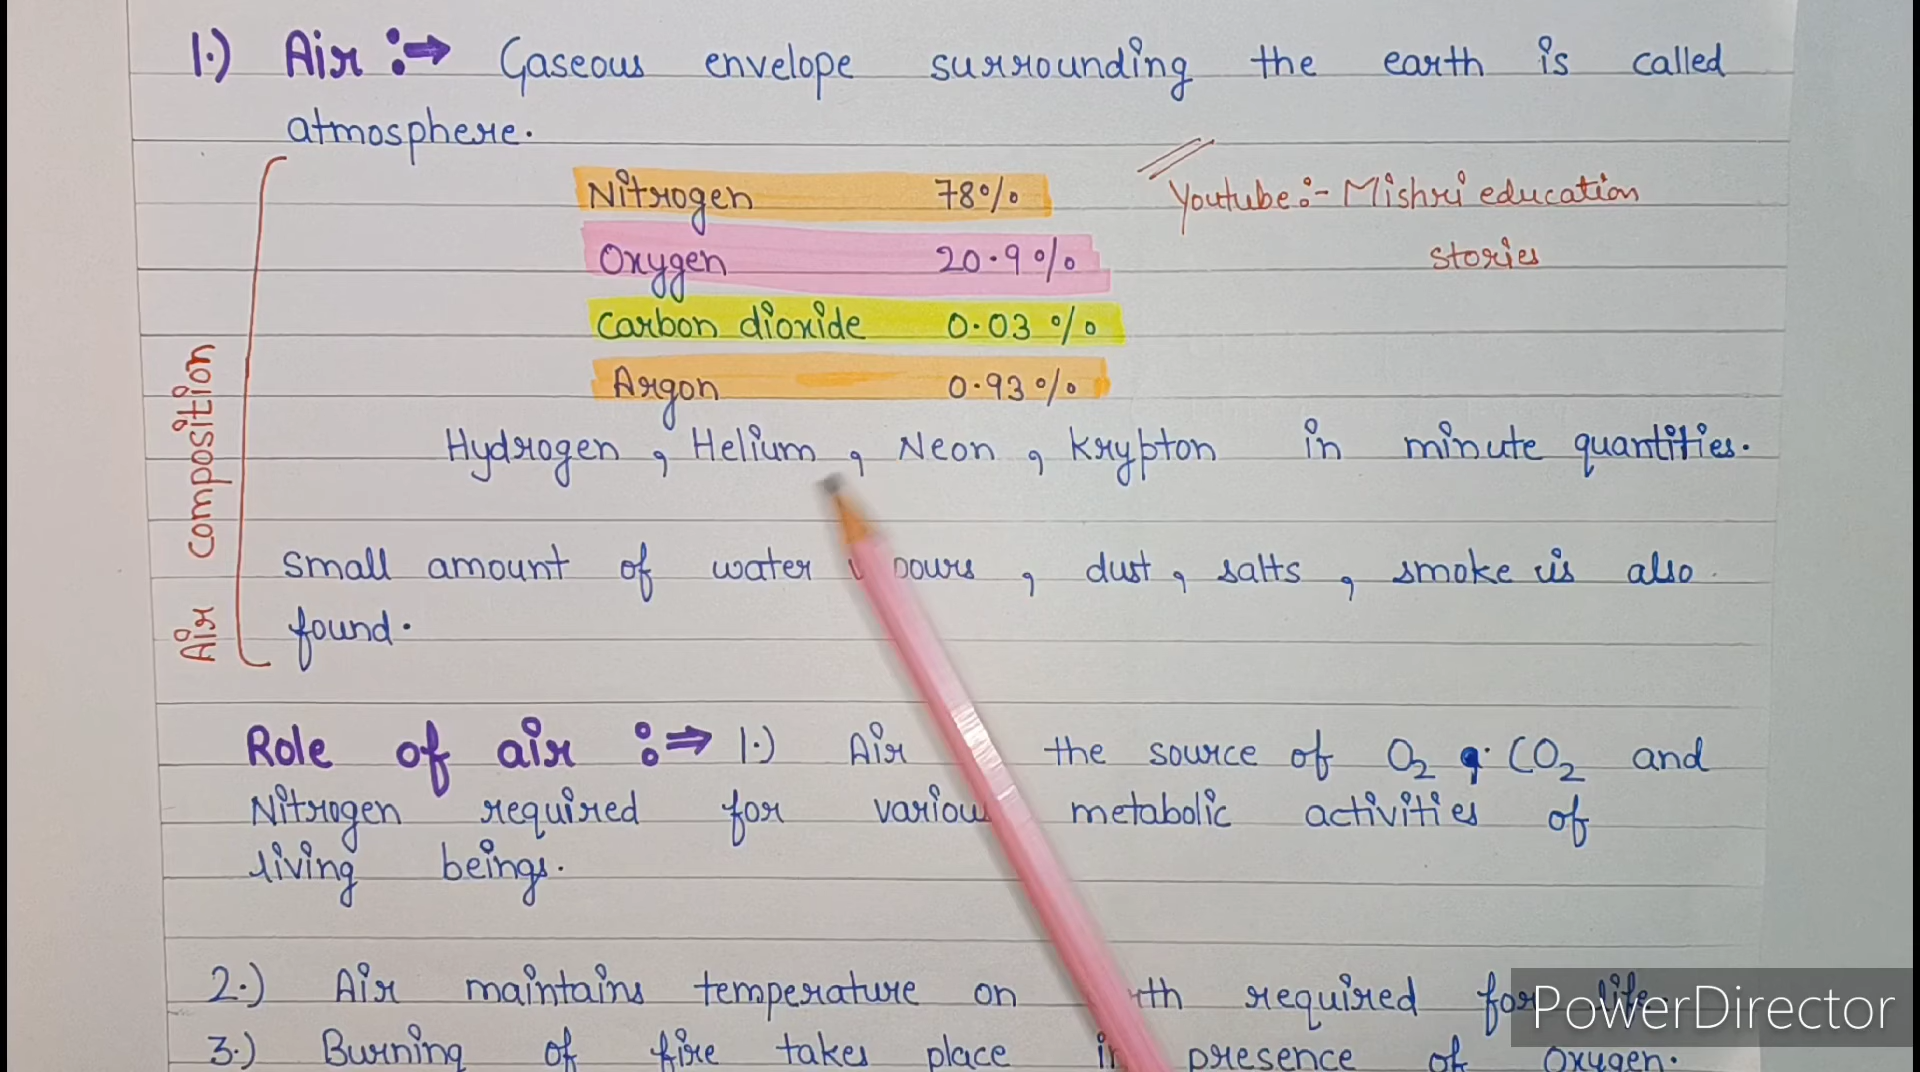 1.) Air :→ Gaseous envelope surrounding the earth is called
atmosphere.
Nitrogen 78%
Youtube:- Mishri education
Oxygen 20.9%
stories
Carbon dioxide 0.03%
Argon 0.93%
Hydrogen, Helium, Neon, Krypton in minute quantities.
Air composition
small amount of water dust, salts, smoke is also
found.
Role of air :⇒ 1.) Air the source of O₂, CO₂ and
Nitrogen required for various metabolic activities of
living beings.
2.) Air maintains temperature on required for life.
PowerDirector
3.) Burning of fire takes place in presence of oxygen.